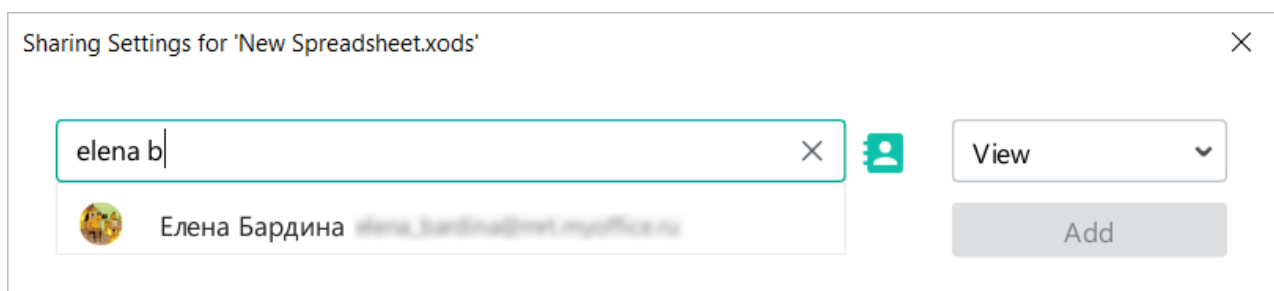 Sharing Settings for 'New Spreadsheet.xods'
elena b
View
Елена Бардина
Add